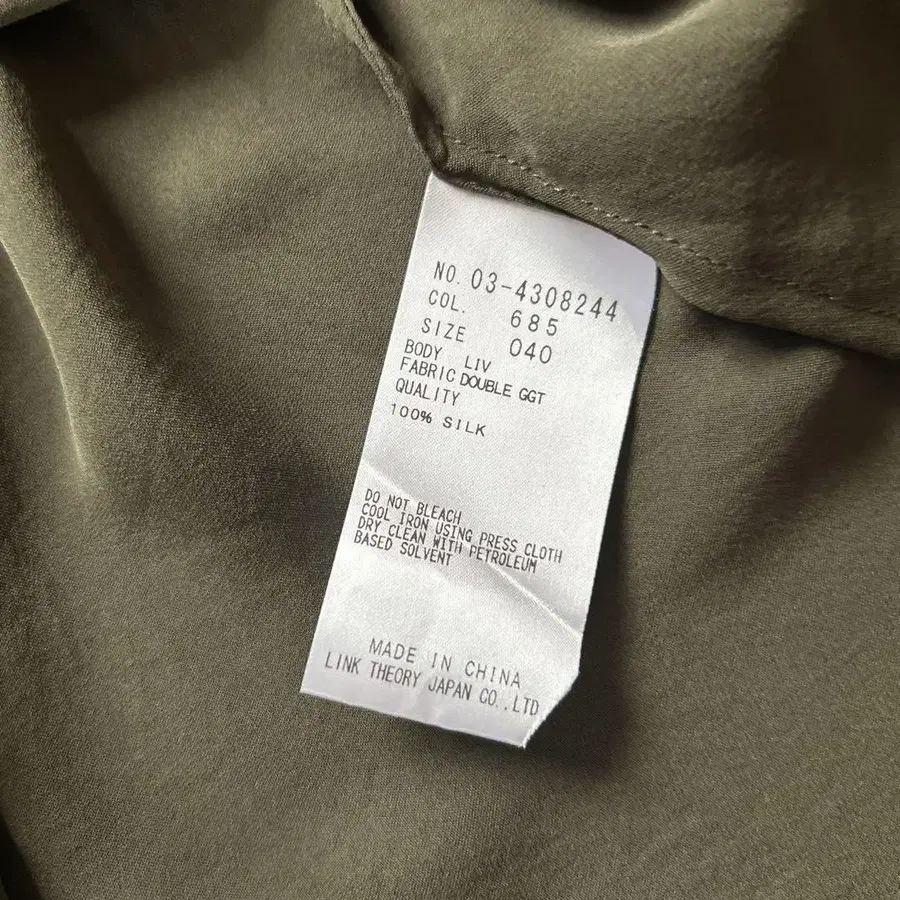 NO. 03-4308244
COL. 685
SIZE 040
BODY LIV
FABRIC DOUBLE GGT
QUALITY
100% SILK
DO NOT BLEACH
COOL IRON USING PRESS CLOTH
DRY CLEAN WITH PETROLEUM
BASED SOLVENT
MADE IN CHINA
LINK THEORY JAPAN CO.,LTD